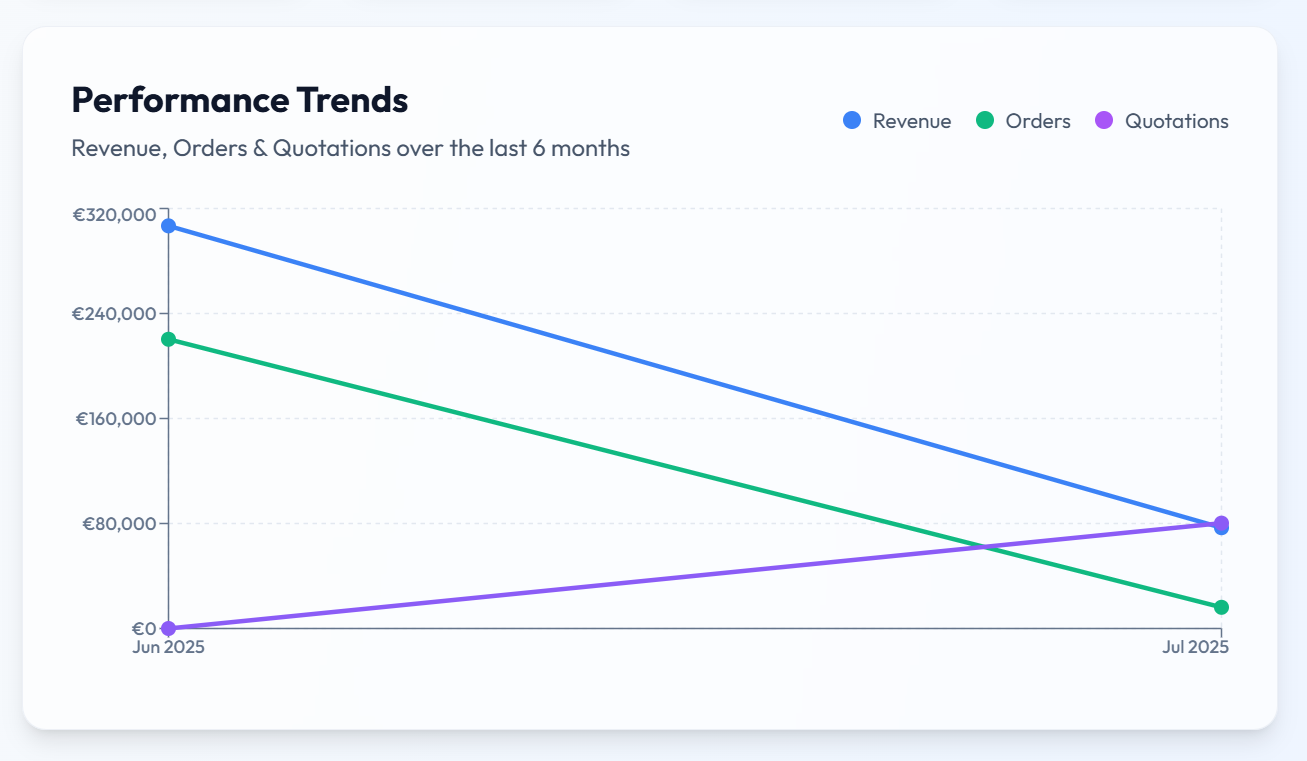 Performance Trends
Revenue, Orders & Quotations over the last 6 months
Revenue Orders Quotations
€320,000
€240,000
€160,000
€80,000
€0
Jun 2025 Jul 2025